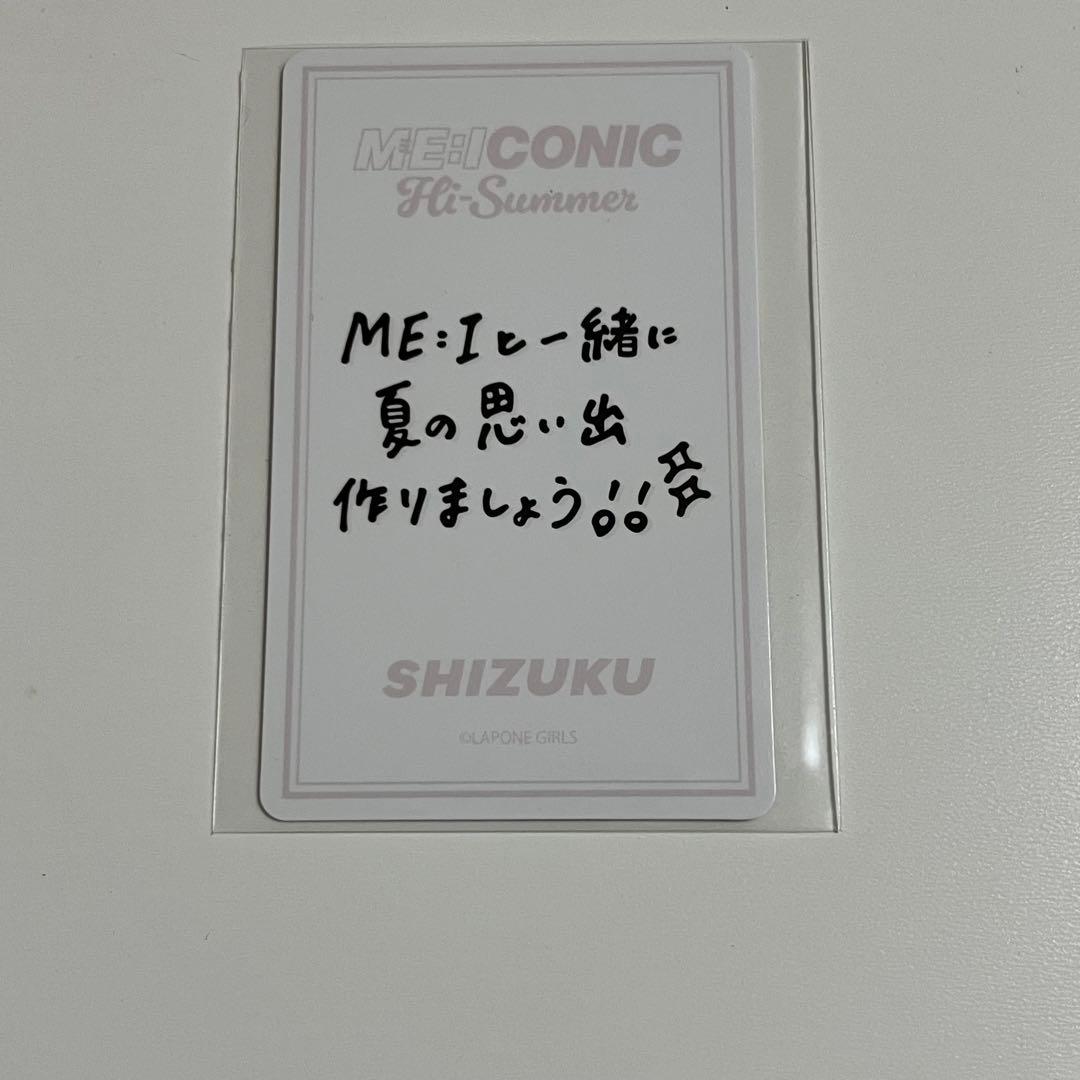 ME:ICONIC
Hi-Summer
ME:Iと一緒に
夏の思い出
作りましょう!!
SHIZUKU
©LAPONE GIRLS